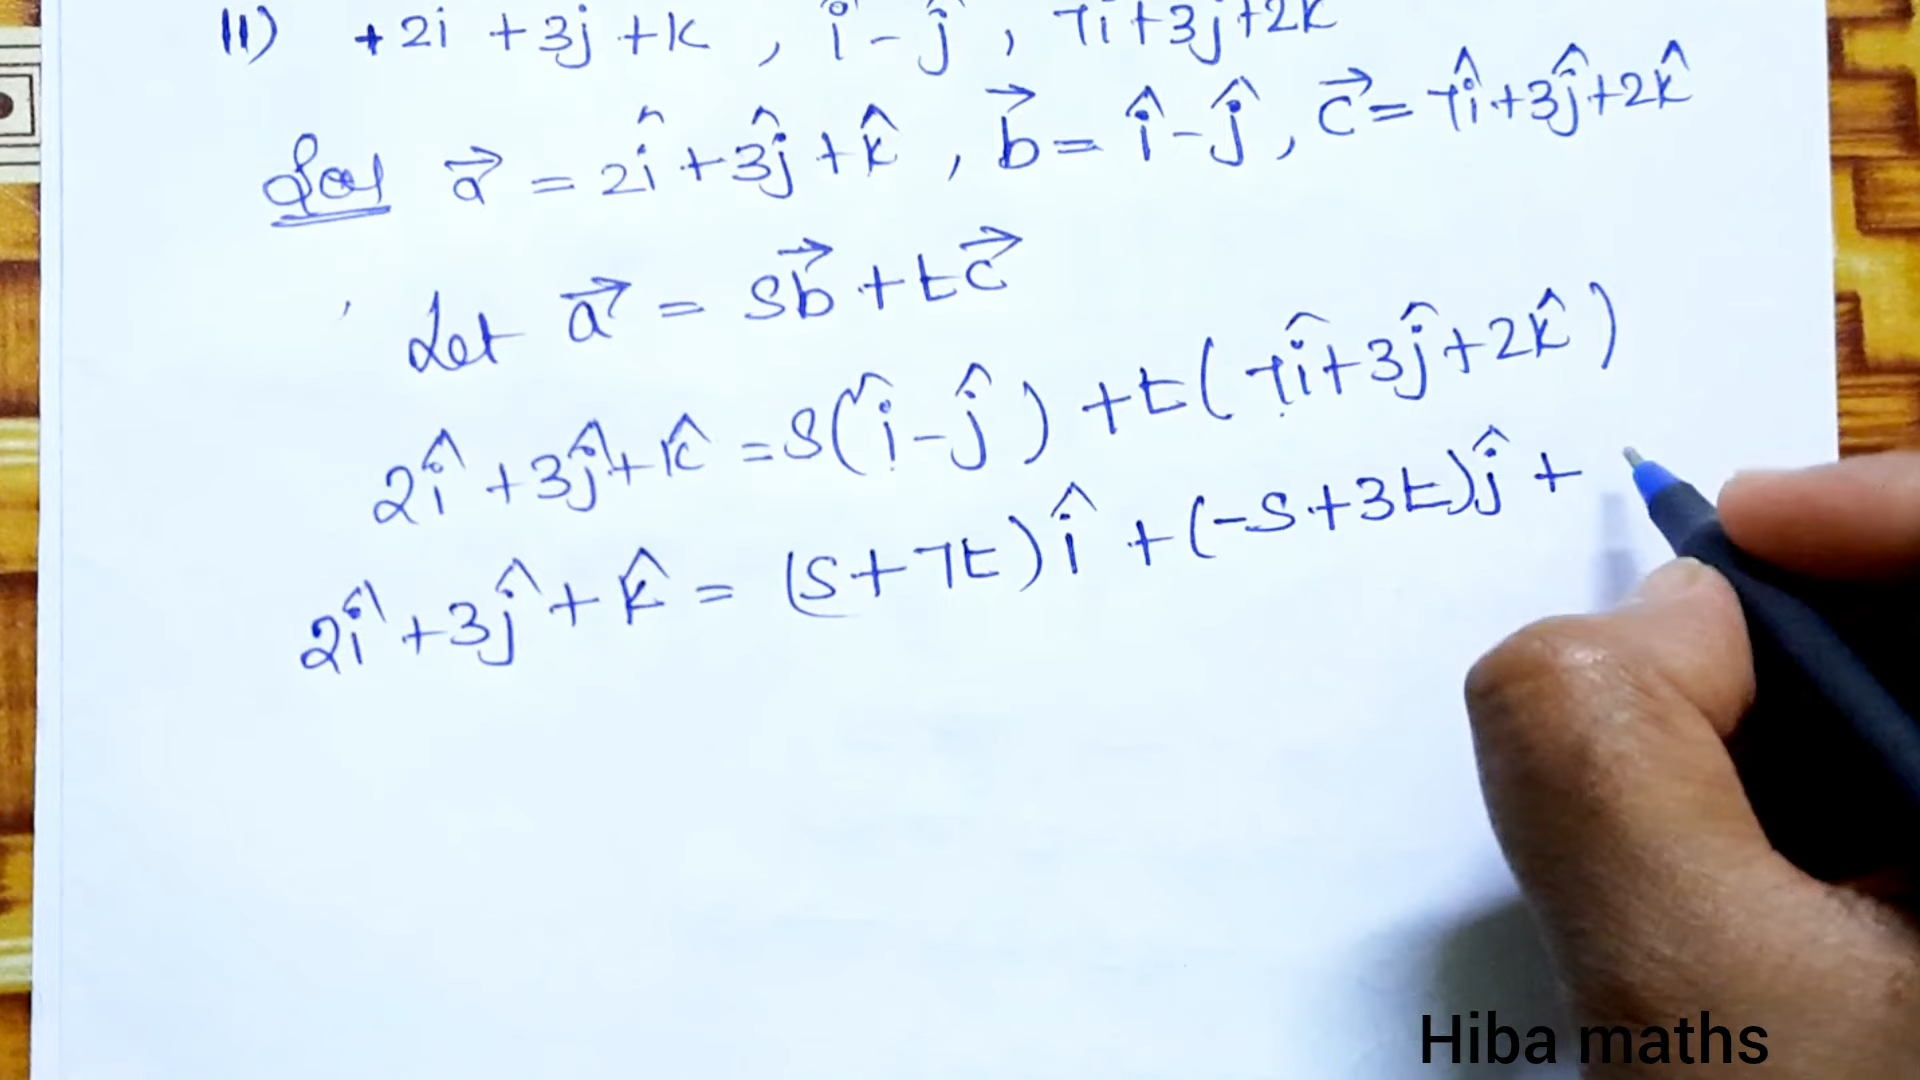 11) +2i + 3j + k , î - ĵ , 7i + 3j + 2k
Sol a⃗ = 2î + 3ĵ + k̂ , b⃗ = î - ĵ , c⃗ = 7î + 3ĵ + 2k̂
Let a⃗ = sb⃗ + tc⃗
2î + 3ĵ + k̂ = s(î - ĵ) + t(7î + 3ĵ + 2k̂)
2î + 3ĵ + k̂ = (s + 7t)î + (-s + 3t)ĵ +
Hiba maths